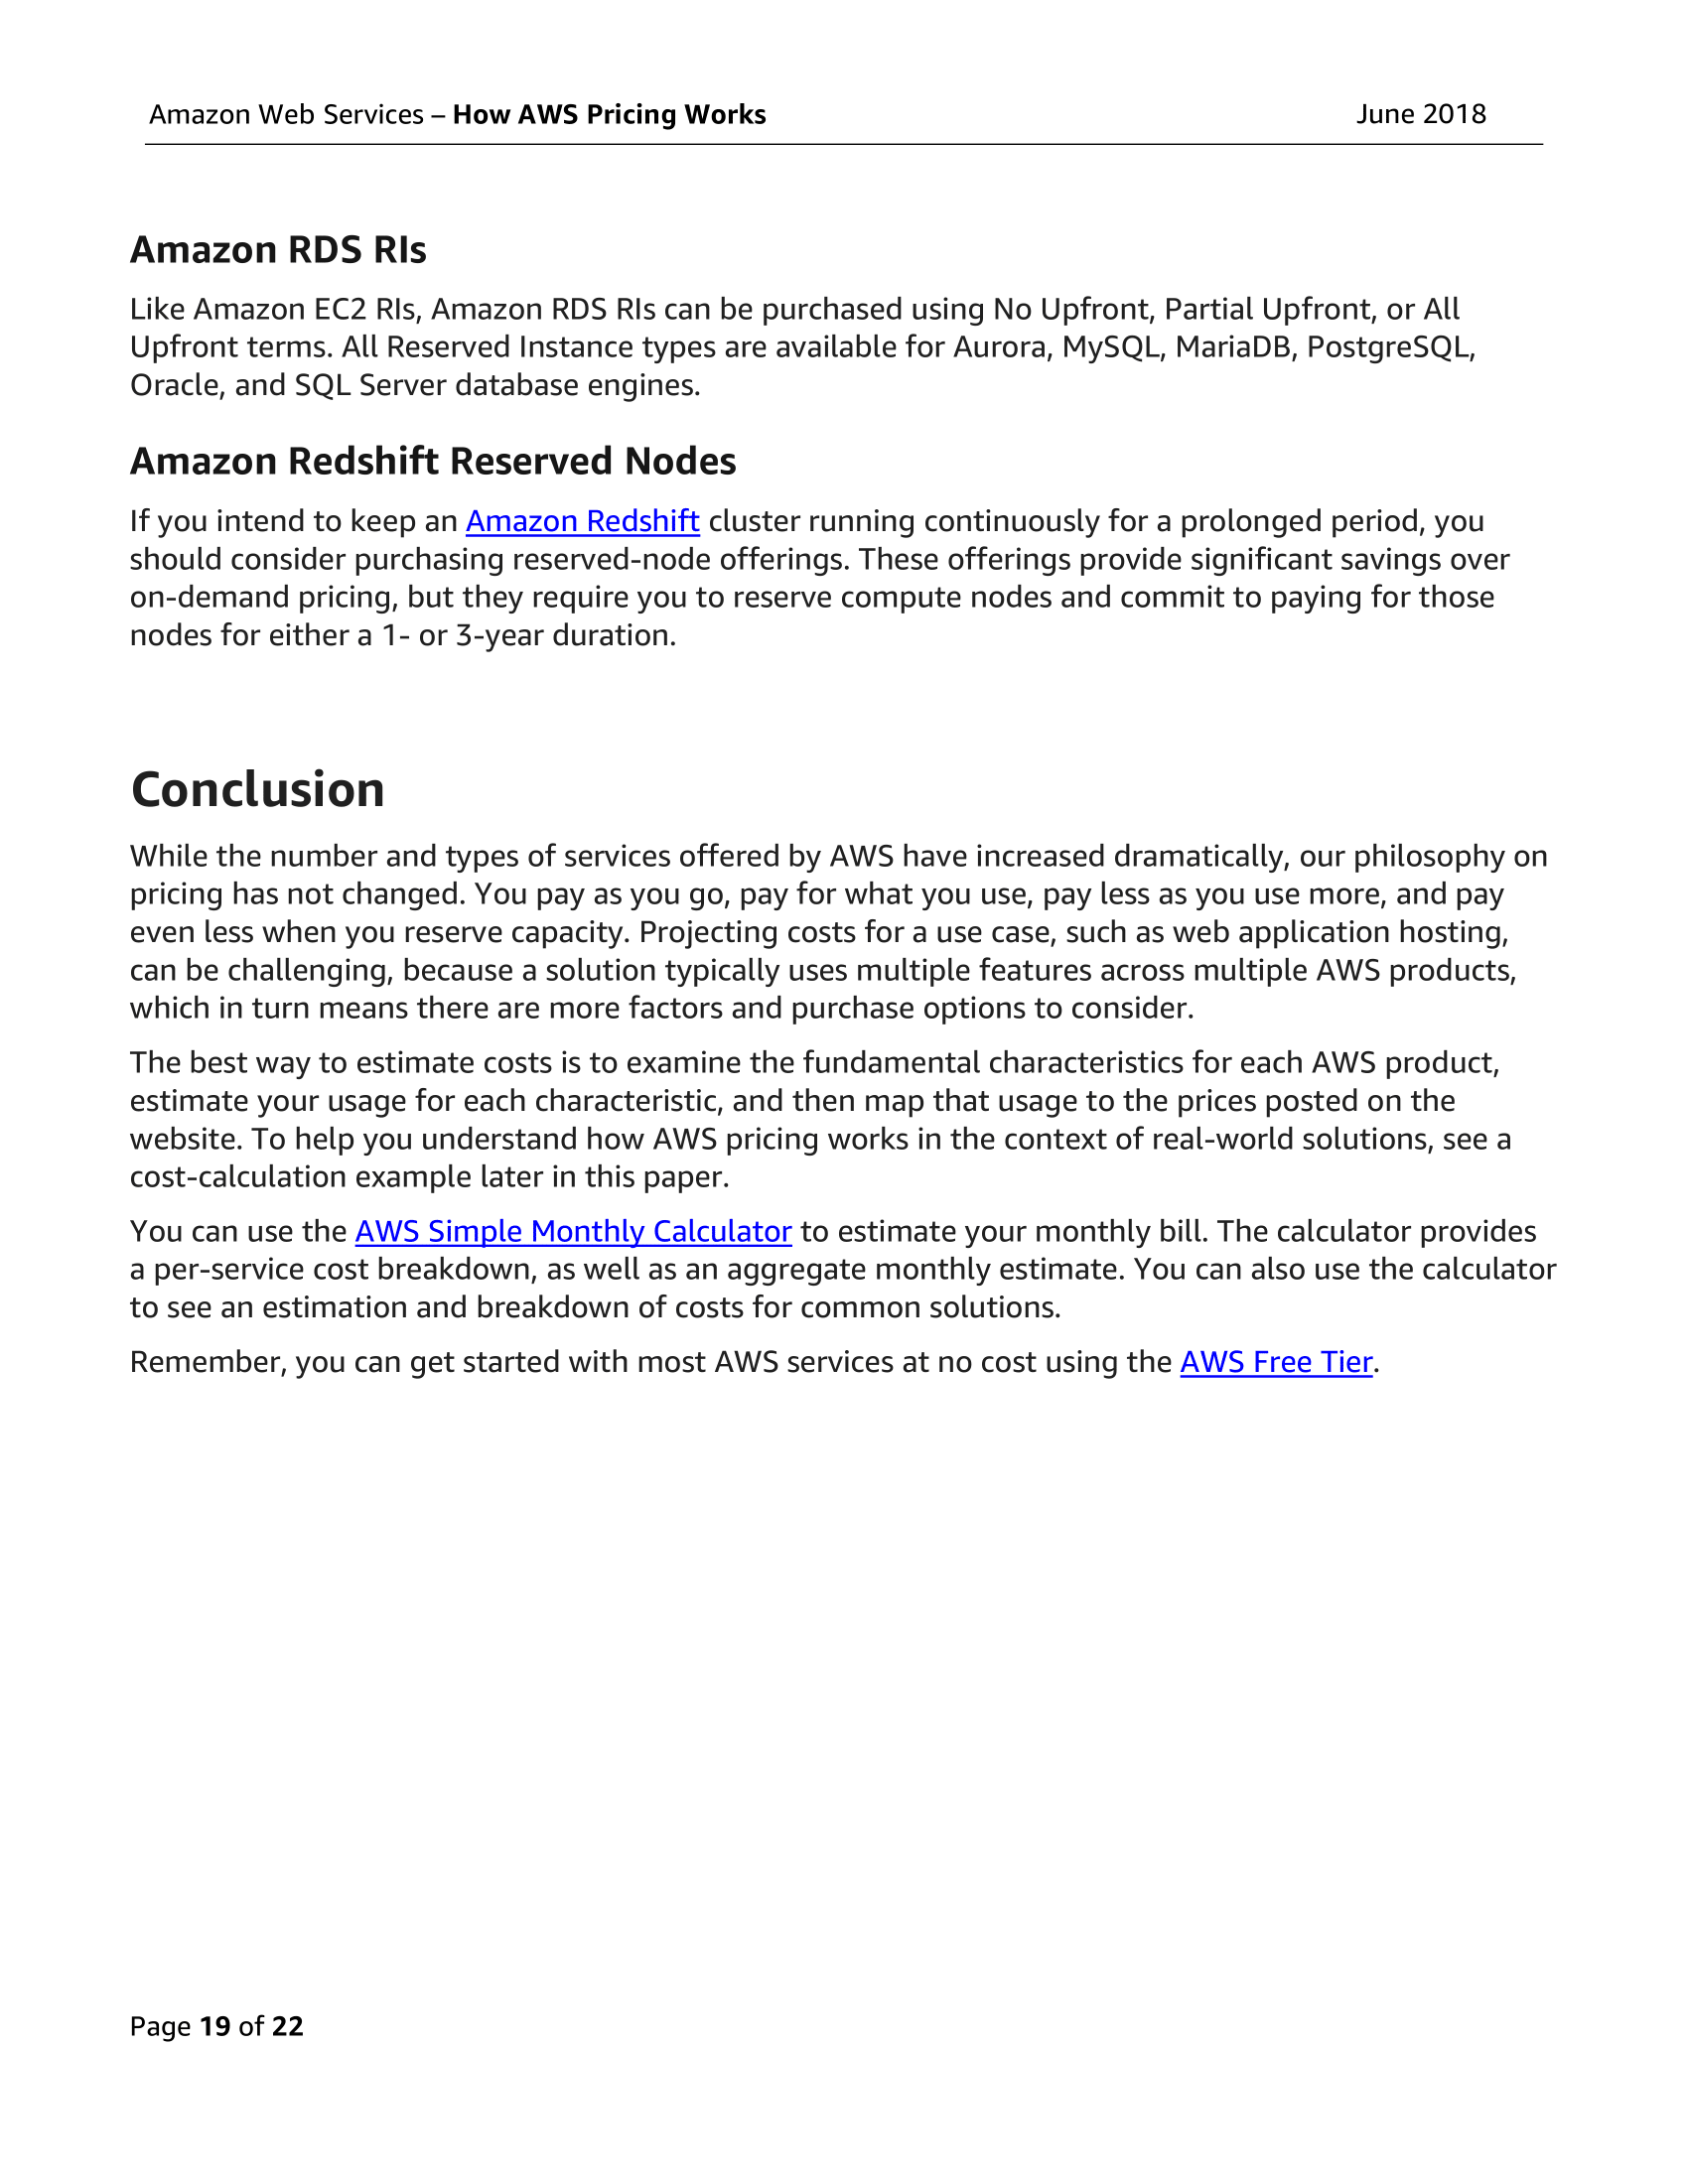 Amazon Web Services – How AWS Pricing Works June 2018
Amazon RDS RIs
Like Amazon EC2 RIs, Amazon RDS RIs can be purchased using No Upfront, Partial Upfront, or All
Upfront terms. All Reserved Instance types are available for Aurora, MySQL, MariaDB, PostgreSQL,
Oracle, and SQL Server database engines.
Amazon Redshift Reserved Nodes
If you intend to keep an Amazon Redshift cluster running continuously for a prolonged period, you
should consider purchasing reserved-node offerings. These offerings provide significant savings over
on-demand pricing, but they require you to reserve compute nodes and commit to paying for those
nodes for either a 1- or 3-year duration.
Conclusion
While the number and types of services offered by AWS have increased dramatically, our philosophy on
pricing has not changed. You pay as you go, pay for what you use, pay less as you use more, and pay
even less when you reserve capacity. Projecting costs for a use case, such as web application hosting,
can be challenging, because a solution typically uses multiple features across multiple AWS products,
which in turn means there are more factors and purchase options to consider.
The best way to estimate costs is to examine the fundamental characteristics for each AWS product,
estimate your usage for each characteristic, and then map that usage to the prices posted on the
website. To help you understand how AWS pricing works in the context of real-world solutions, see a
cost-calculation example later in this paper.
You can use the AWS Simple Monthly Calculator to estimate your monthly bill. The calculator provides
a per-service cost breakdown, as well as an aggregate monthly estimate. You can also use the calculator
to see an estimation and breakdown of costs for common solutions.
Remember, you can get started with most AWS services at no cost using the AWS Free Tier.
Page 19 of 22